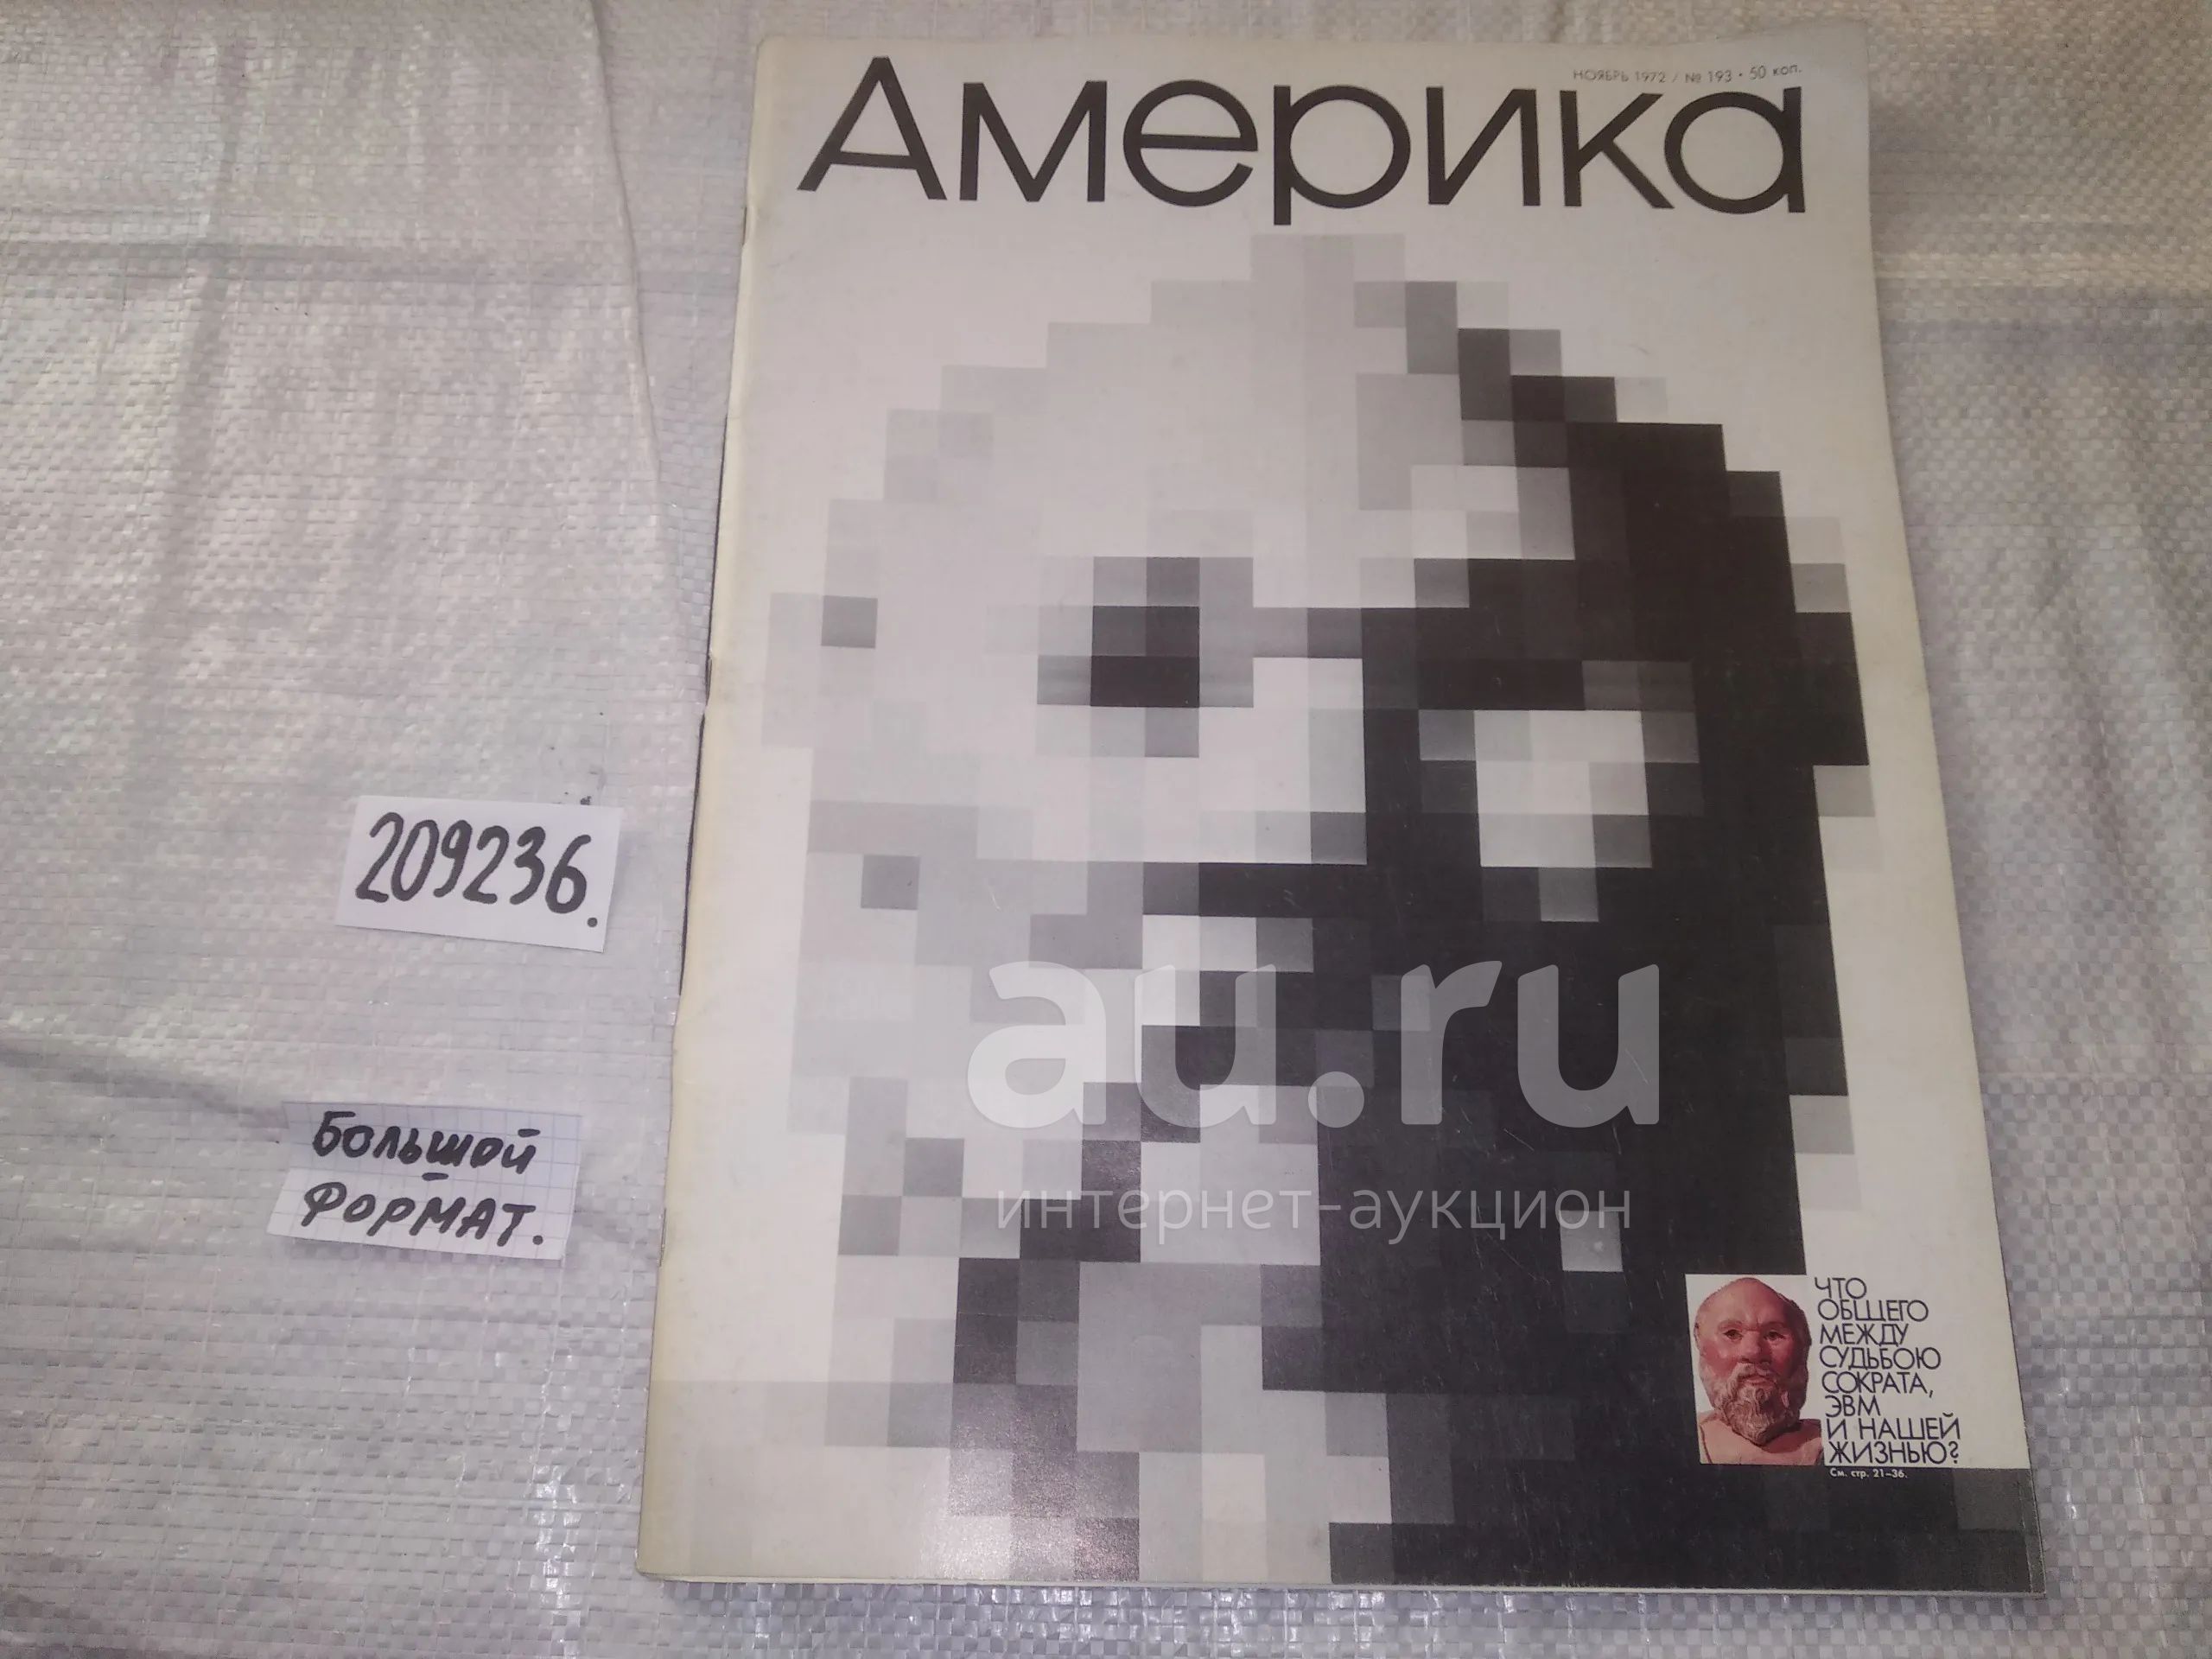 НОЯБРЬ 1972 / № 193 • 50 коп.
Америка
209236.
БОЛЬШОЙ
ФОРМАТ.
au.ru
интернет-аукцион
ЧТО
ОБЩЕГО
МЕЖДУ
СУДЬБОЮ
СОКРАТА,
ЭВМ
И НАШЕЙ
ЖИЗНЬЮ?
См. стр. 21–36.